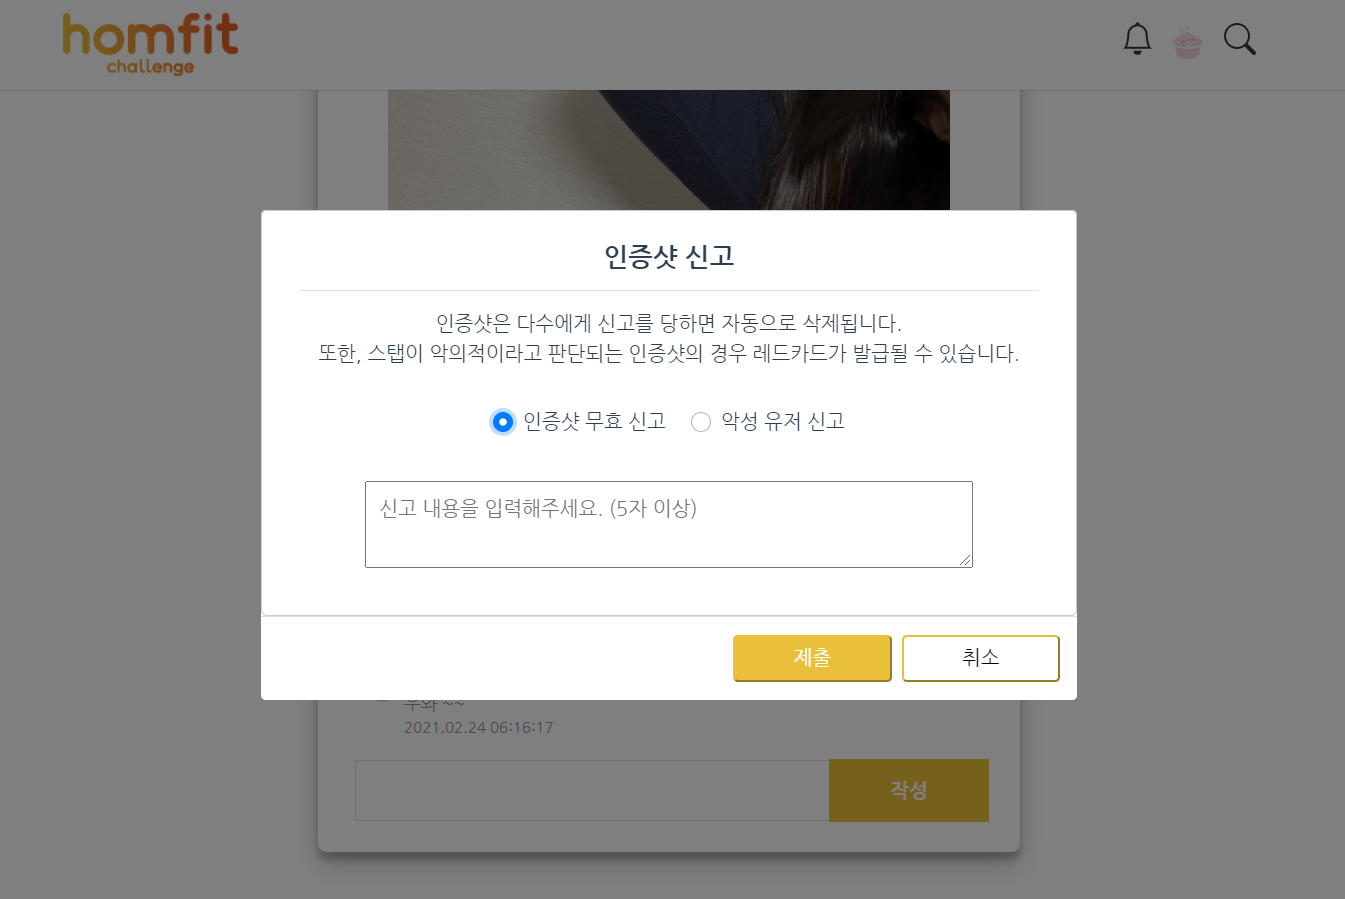 homfit
challenge
인증샷 신고
인증샷은 다수에게 신고를 당하면 자동으로 삭제됩니다.
또한, 스탭이 악의적이라고 판단되는 인증샷의 경우 레드카드가 발급될 수 있습니다.
인증샷 무효 신고 악성 유저 신고
신고 내용을 입력해주세요. (5자 이상)
제출 취소
우와 ~~
2021.02.24 06:16:17
작성